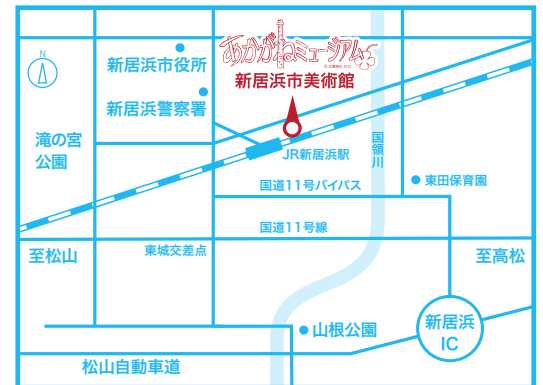 N
新居浜市役所
あかがねミュージアム
新居浜市美術館
新居浜警察署
滝の宮
公園
JR新居浜駅
国領川
東田保育園
国道11号バイパス
国道11号線
至松山
東城交差点
至高松
山根公園
新居浜
IC
松山自動車道